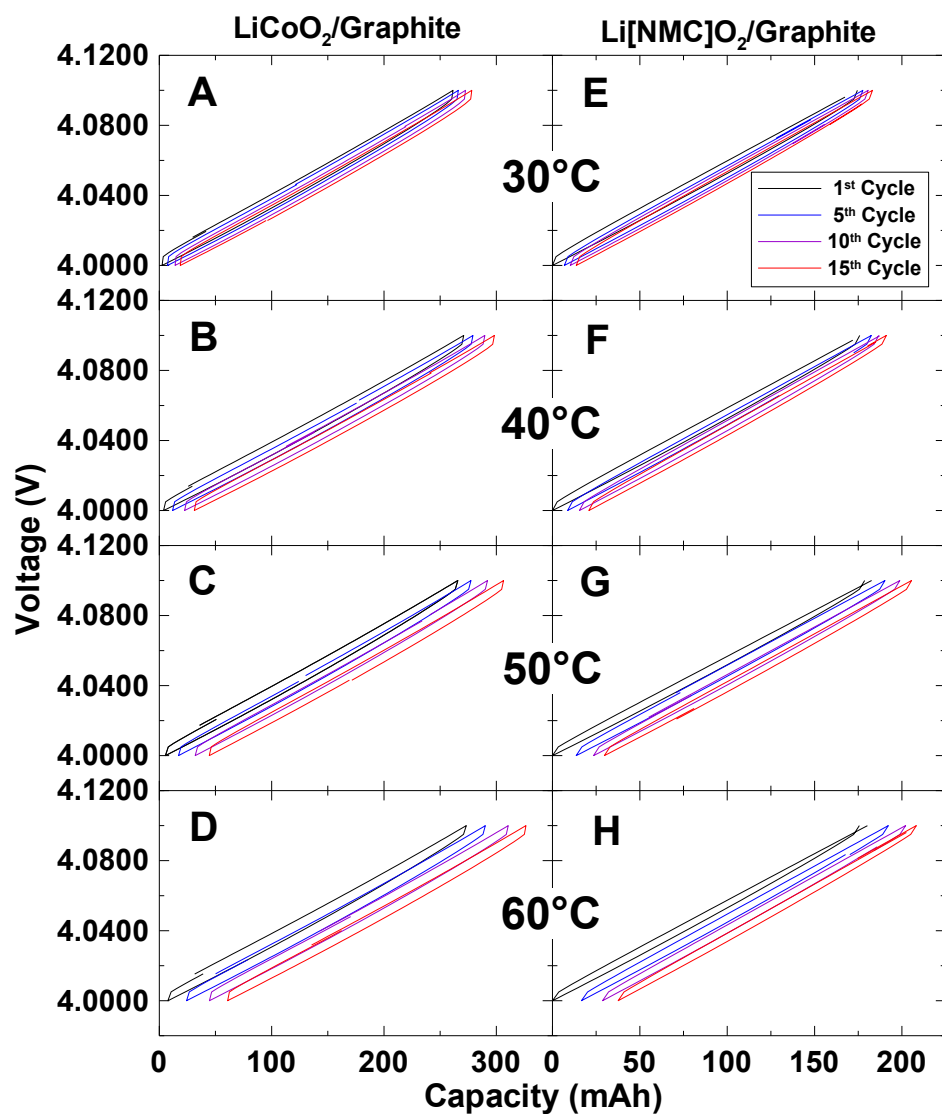 LiCoO₂/Graphite
Li[NMC]O₂/Graphite
4.1200
4.0800
4.0400
4.0000
A
E
30°C
1st Cycle
5th Cycle
10th Cycle
15th Cycle
4.1200
4.0800
4.0400
4.0000
B
F
40°C
4.1200
4.0800
4.0400
4.0000
C
G
50°C
4.1200
4.0800
4.0400
4.0000
D
H
60°C
Voltage (V)
0 100 200 300 0 50 100 150 200
Capacity (mAh)